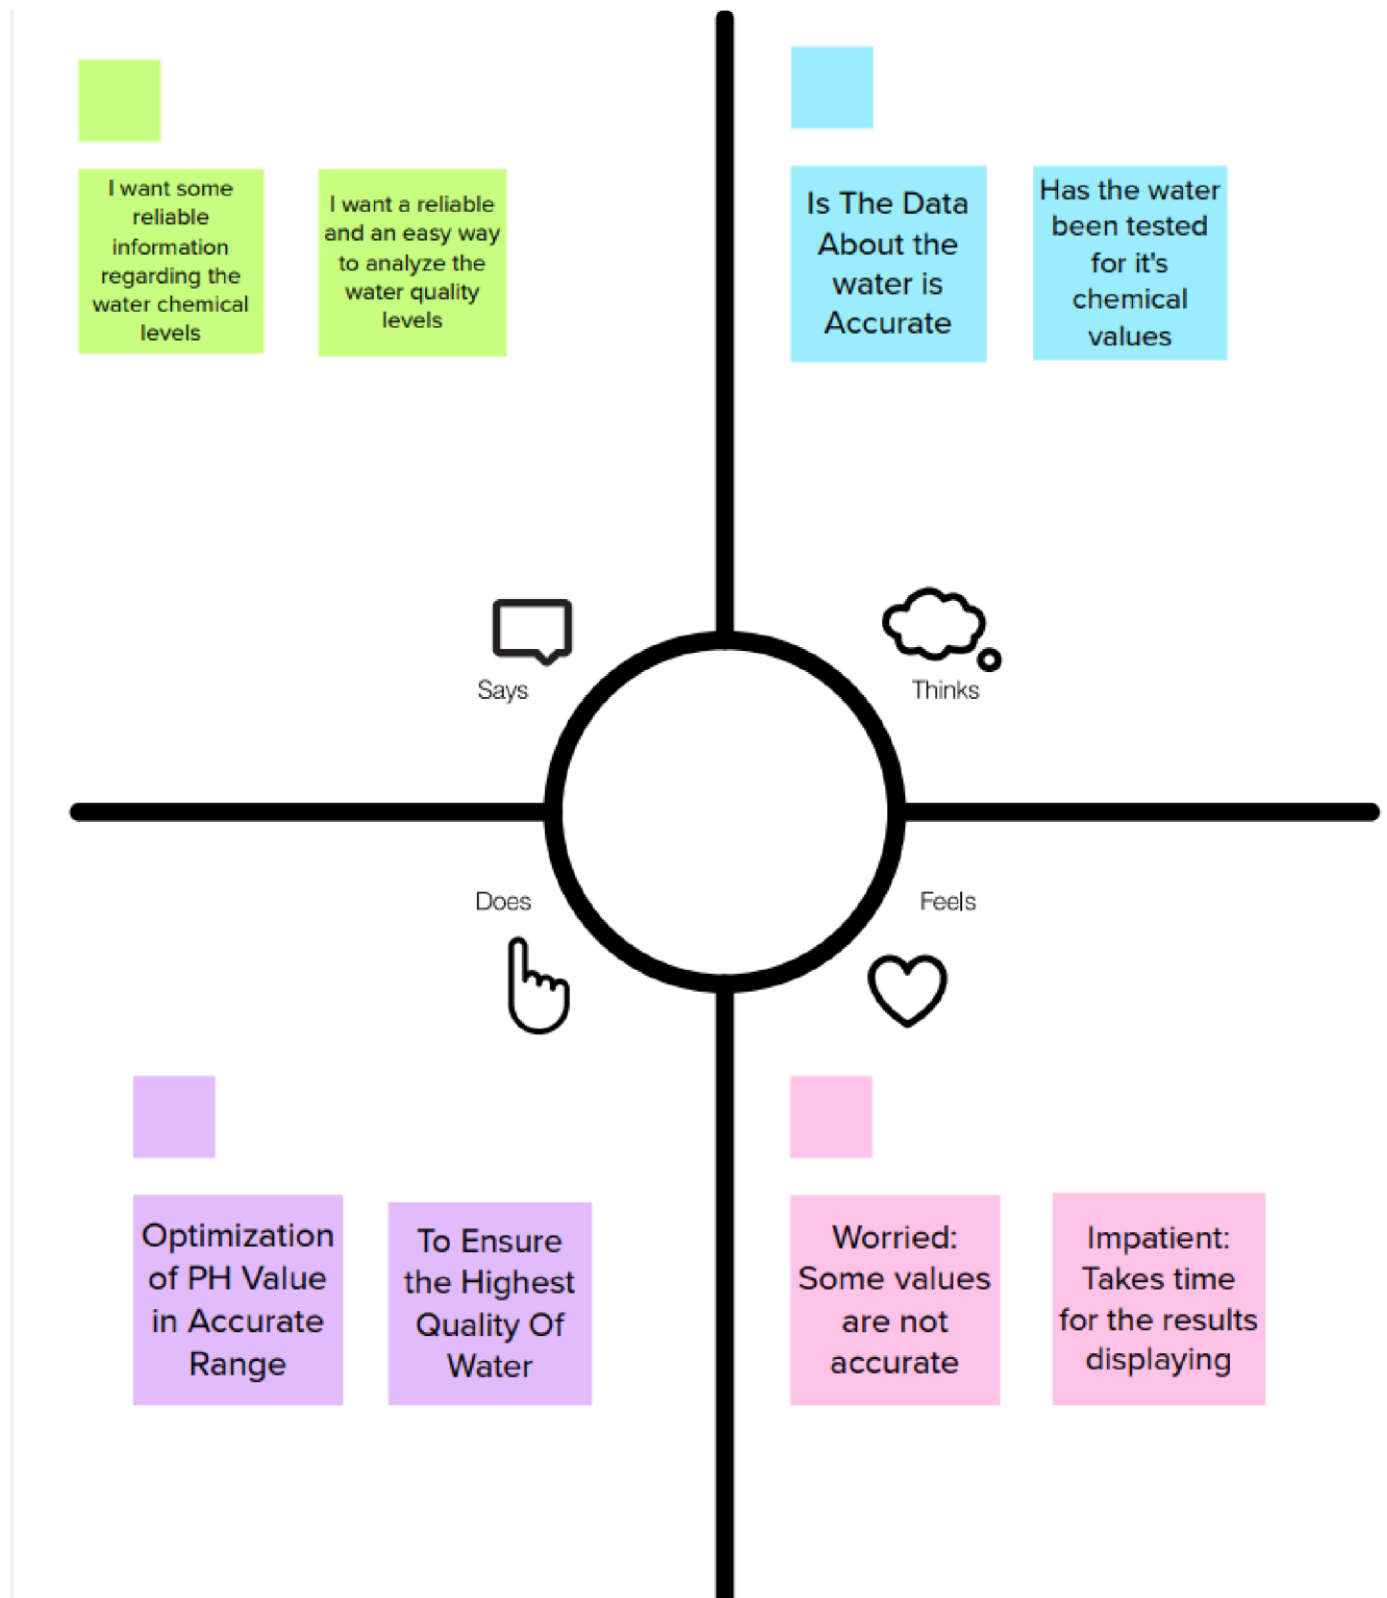 I want some
reliable
information
regarding the
water chemical
levels
I want a reliable
and an easy way
to analyze the
water quality
levels
Is The Data
About the
water is
Accurate
Has the water
been tested
for it's
chemical
values
Says
Thinks
Does
Feels
Optimization
of PH Value
in Accurate
Range
To Ensure
the Highest
Quality Of
Water
Worried:
Some values
are not
accurate
Impatient:
Takes time
for the results
displaying